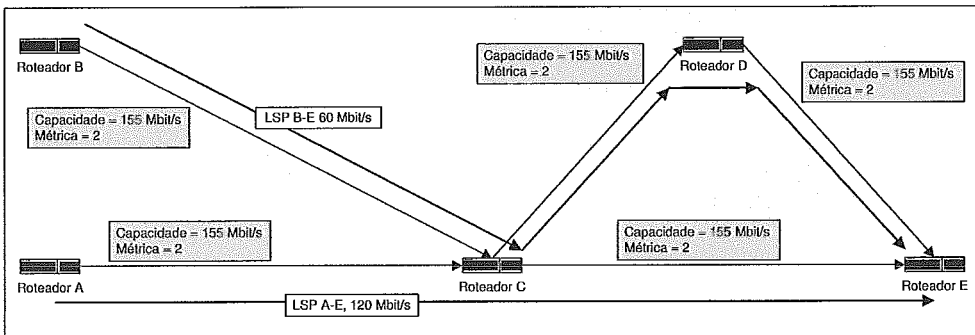 Roteador B
Capacidade = 155 Mbit/s
Métrica = 2
LSP B-E 60 Mbit/s
Capacidade = 155 Mbit/s
Métrica = 2
Roteador D
Capacidade = 155 Mbit/s
Métrica = 2
Capacidade = 155 Mbit/s
Métrica = 2
Capacidade = 155 Mbit/s
Métrica = 2
Roteador A
Roteador C
Roteador E
LSP A-E, 120 Mbit/s